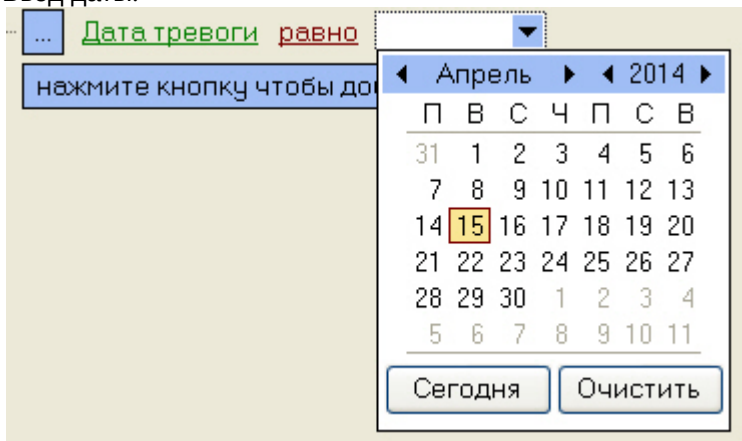 ... Дата тревоги равно
нажмите кнопку чтобы
Апрель 2014
П В С Ч П С В
31 1 2 3 4 5 6
7 8 9 10 11 12 13
14 15 16 17 18 19 20
21 22 23 24 25 26 27
28 29 30 1 2 3 4
5 6 7 8 9 10 11
Сегодня Очистить